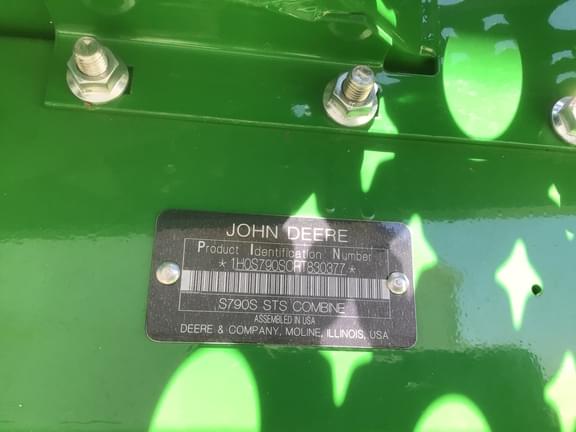 JOHN DEERE
Product Identification Number
*1H0S790SCRT830377*
S790S STS COMBINE
ASSEMBLED IN USA
DEERE & COMPANY, MOLINE, ILLINOIS, USA